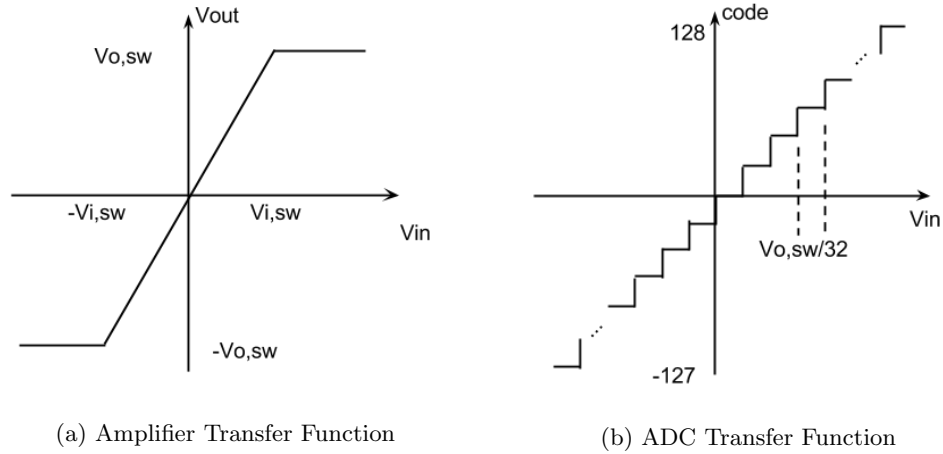 Vout
Vo,sw
-Vi,sw
Vi,sw
Vin
-Vo,sw
(a) Amplifier Transfer Function
code
128
Vin
Vo,sw/32
-127
(b) ADC Transfer Function